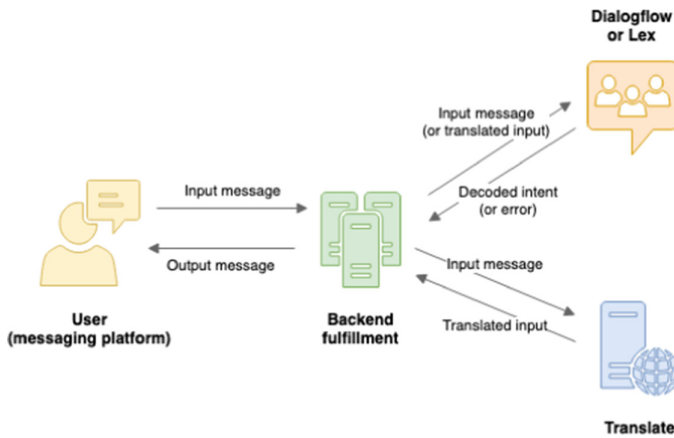 Dialogflow
or Lex
Input message
(or translated input)
Input message
Decoded intent
(or error)
Output message
Input message
Translated input
User
(messaging platform)
Backend
fulfillment
Translate